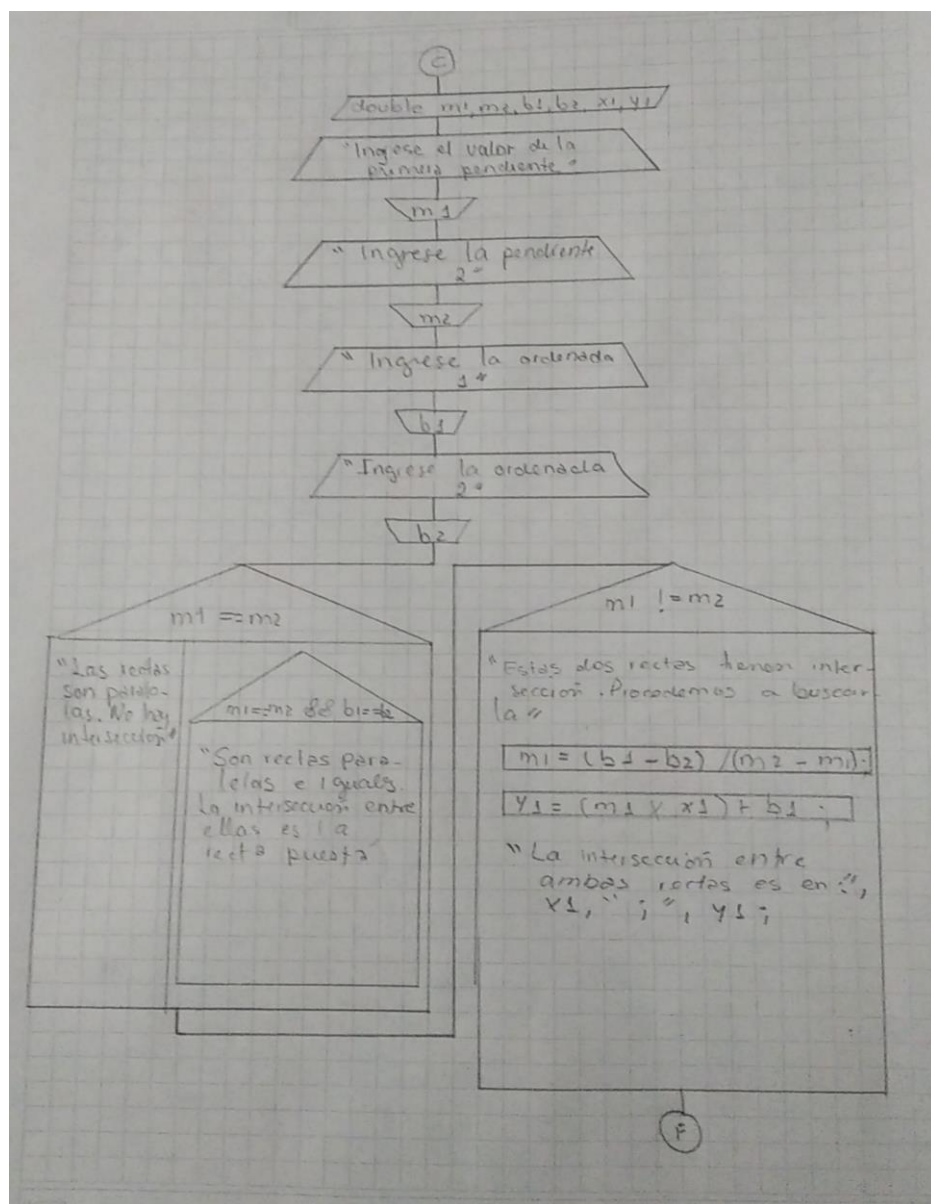 C
double m1, m2, b1, b2, x1, y1
"Ingese el valor de la
primera pendiente"
m1
"Ingrese la pendiente
2"
m2
"Ingrese la ordenada
1"
b1
"Ingrese la ordenada
2"
b2
m1 == m2
"Las rectas
son parale-
las. No hay
intersección"
m1==m2 && b1==b2
"Son rectas para-
lelas e iguals.
La intersección entre
ellas es la
recta puesta
m1 != m2
"Estas dos rectas tienen inter-
sección. Procedemos a buscar
la"
m1 = (b1 - b2) / (m2 - m1);
y1 = (m1 * x1) + b1 ;
"La intersección entre
ambas rectas es en:",
x1, " ; ", y1;
F